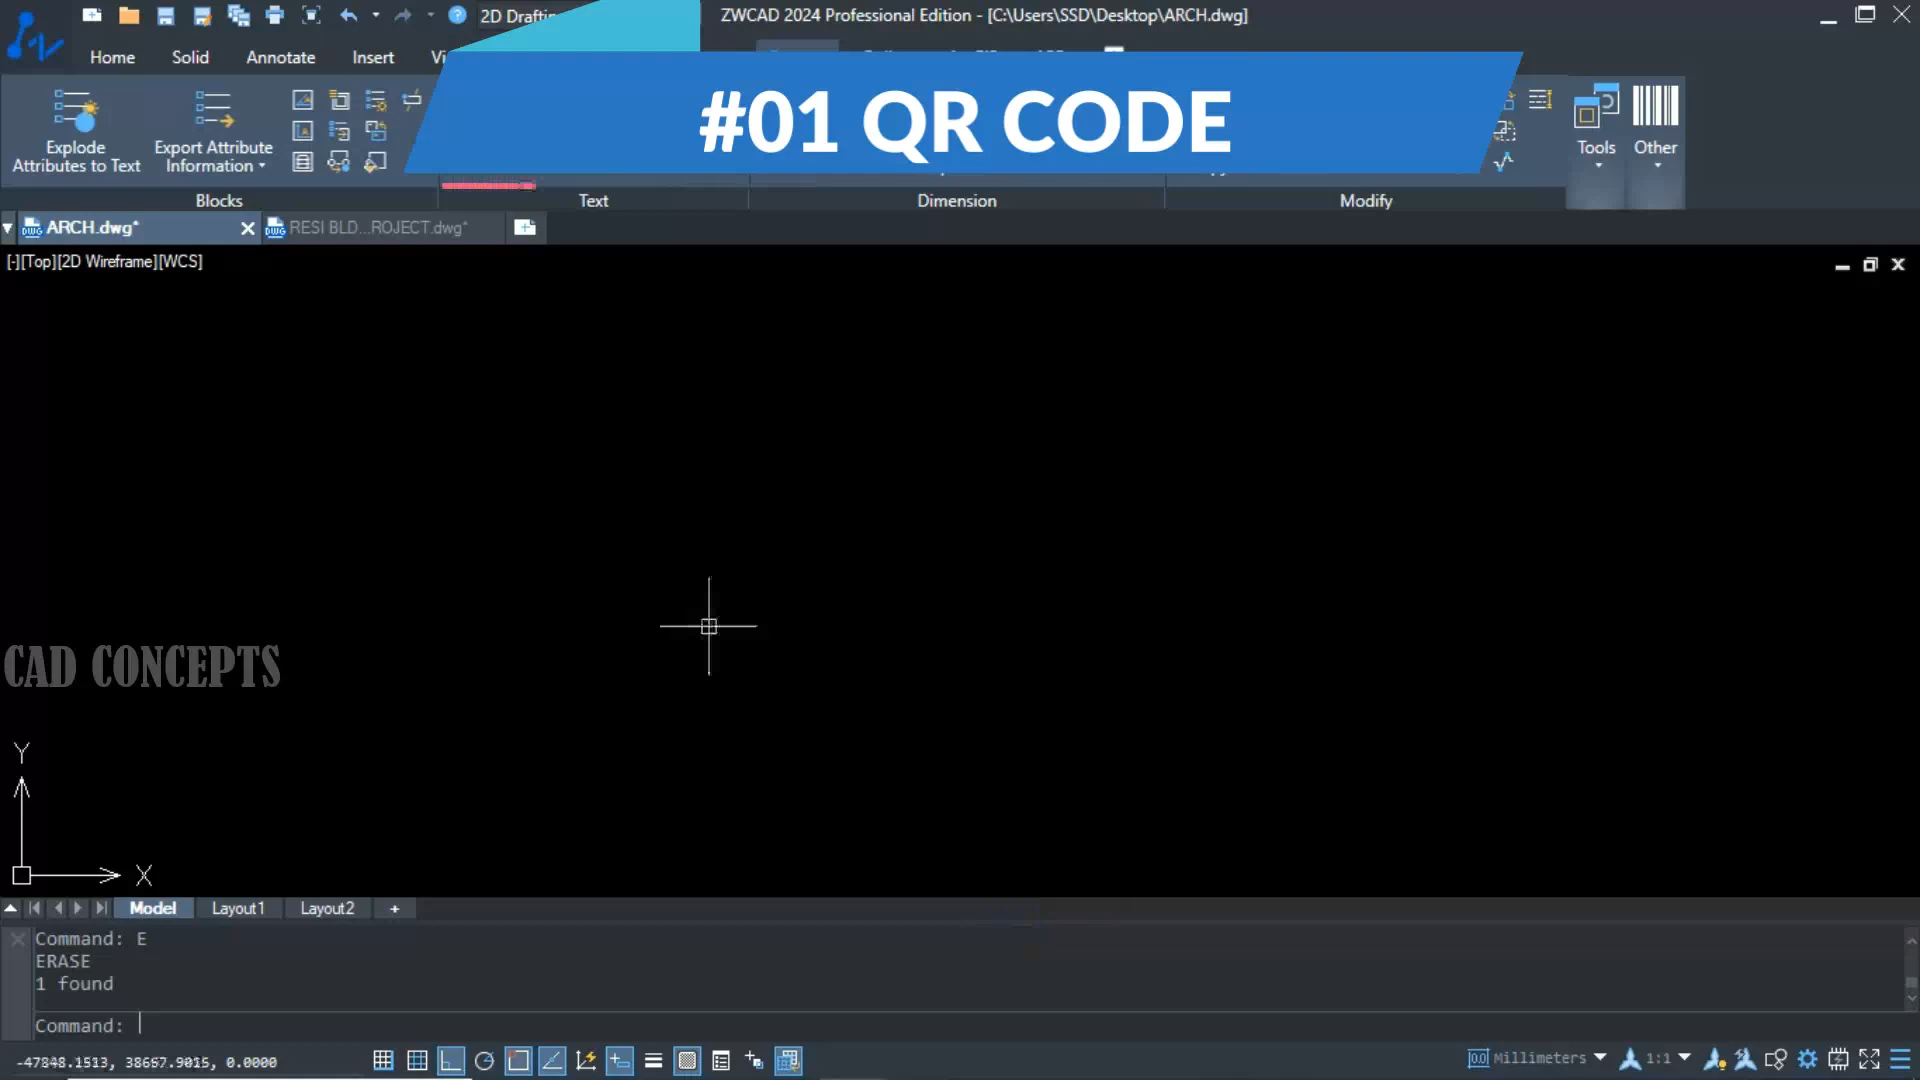 2D Drafti
ZWCAD 2024 Professional Edition - [C:\Users\SSD\Desktop\ARCH.dwg]
Home
Solid
Annotate
Insert
#01 QR CODE
Explode
Attributes to Text
Export Attribute
Information
Tools
Other
Blocks
Text
Dimension
Modify
ARCH.dwg*
RESI BLD...ROJECT.dwg*
[-][Top][2D Wireframe][WCS]
CAD CONCEPTS
Y
X
Model
Layout1
Layout2
+
Command: E
ERASE
1 found
Command:
-47848.1513, 38667.9015, 0.0000
Millimeters
1:1